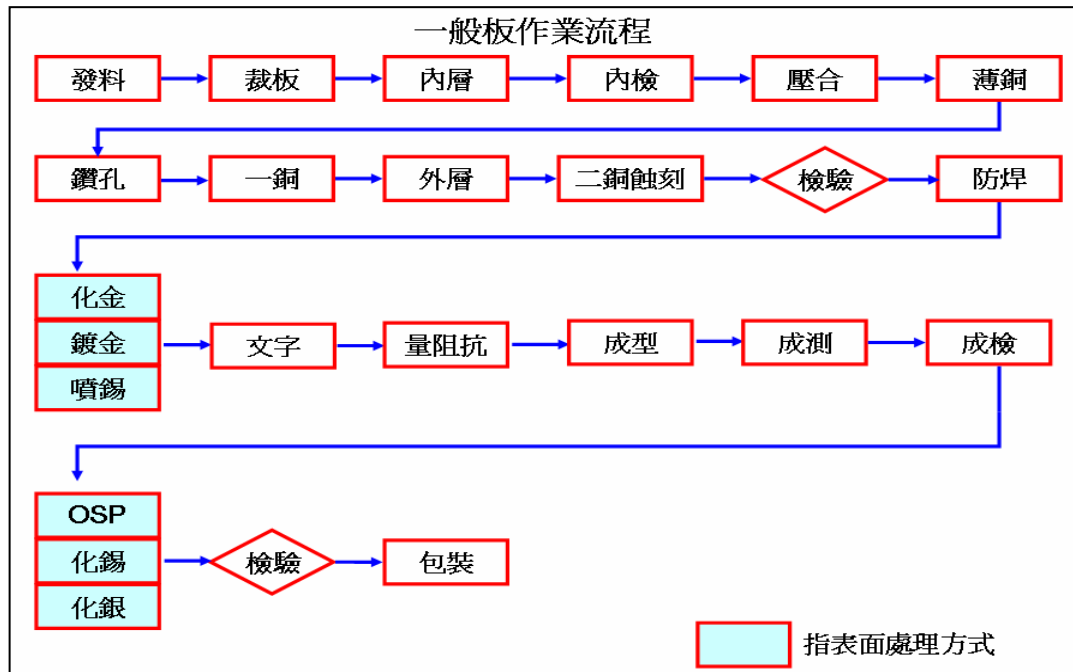 一般板作業流程
發料
裁板
內層
內檢
壓合
薄銅
鑽孔
一銅
外層
二銅蝕刻
檢驗
防焊
化金
鍍金
噴錫
文字
量阻抗
成型
成測
成檢
OSP
化錫
化銀
檢驗
包裝
指表面處理方式